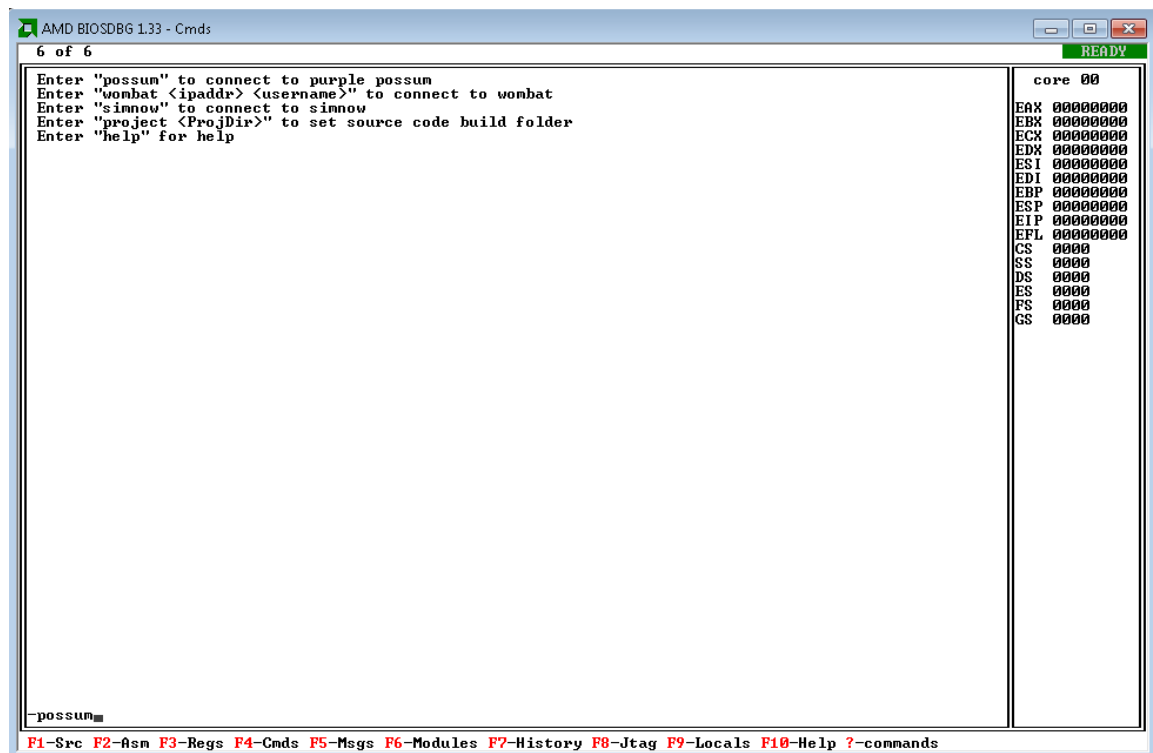 AMD BIOSDBG 1.33 - Cmds
6 of 6
READY
Enter "possum" to connect to purple possum
Enter "wombat <ipaddr> <username>" to connect to wombat
Enter "simnow" to connect to simnow
Enter "project <ProjDir>" to set source code build folder
Enter "help" for help
core 00
EAX 00000000
EBX 00000000
ECX 00000000
EDX 00000000
ESI 00000000
EDI 00000000
EBP 00000000
ESP 00000000
EIP 00000000
EFL 00000000
CS 0000
SS 0000
DS 0000
ES 0000
FS 0000
GS 0000
-possum
F1-Src F2-Asm F3-Regs F4-Cmds F5-Msgs F6-Modules F7-History F8-Jtag F9-Locals F10-Help ?-commands